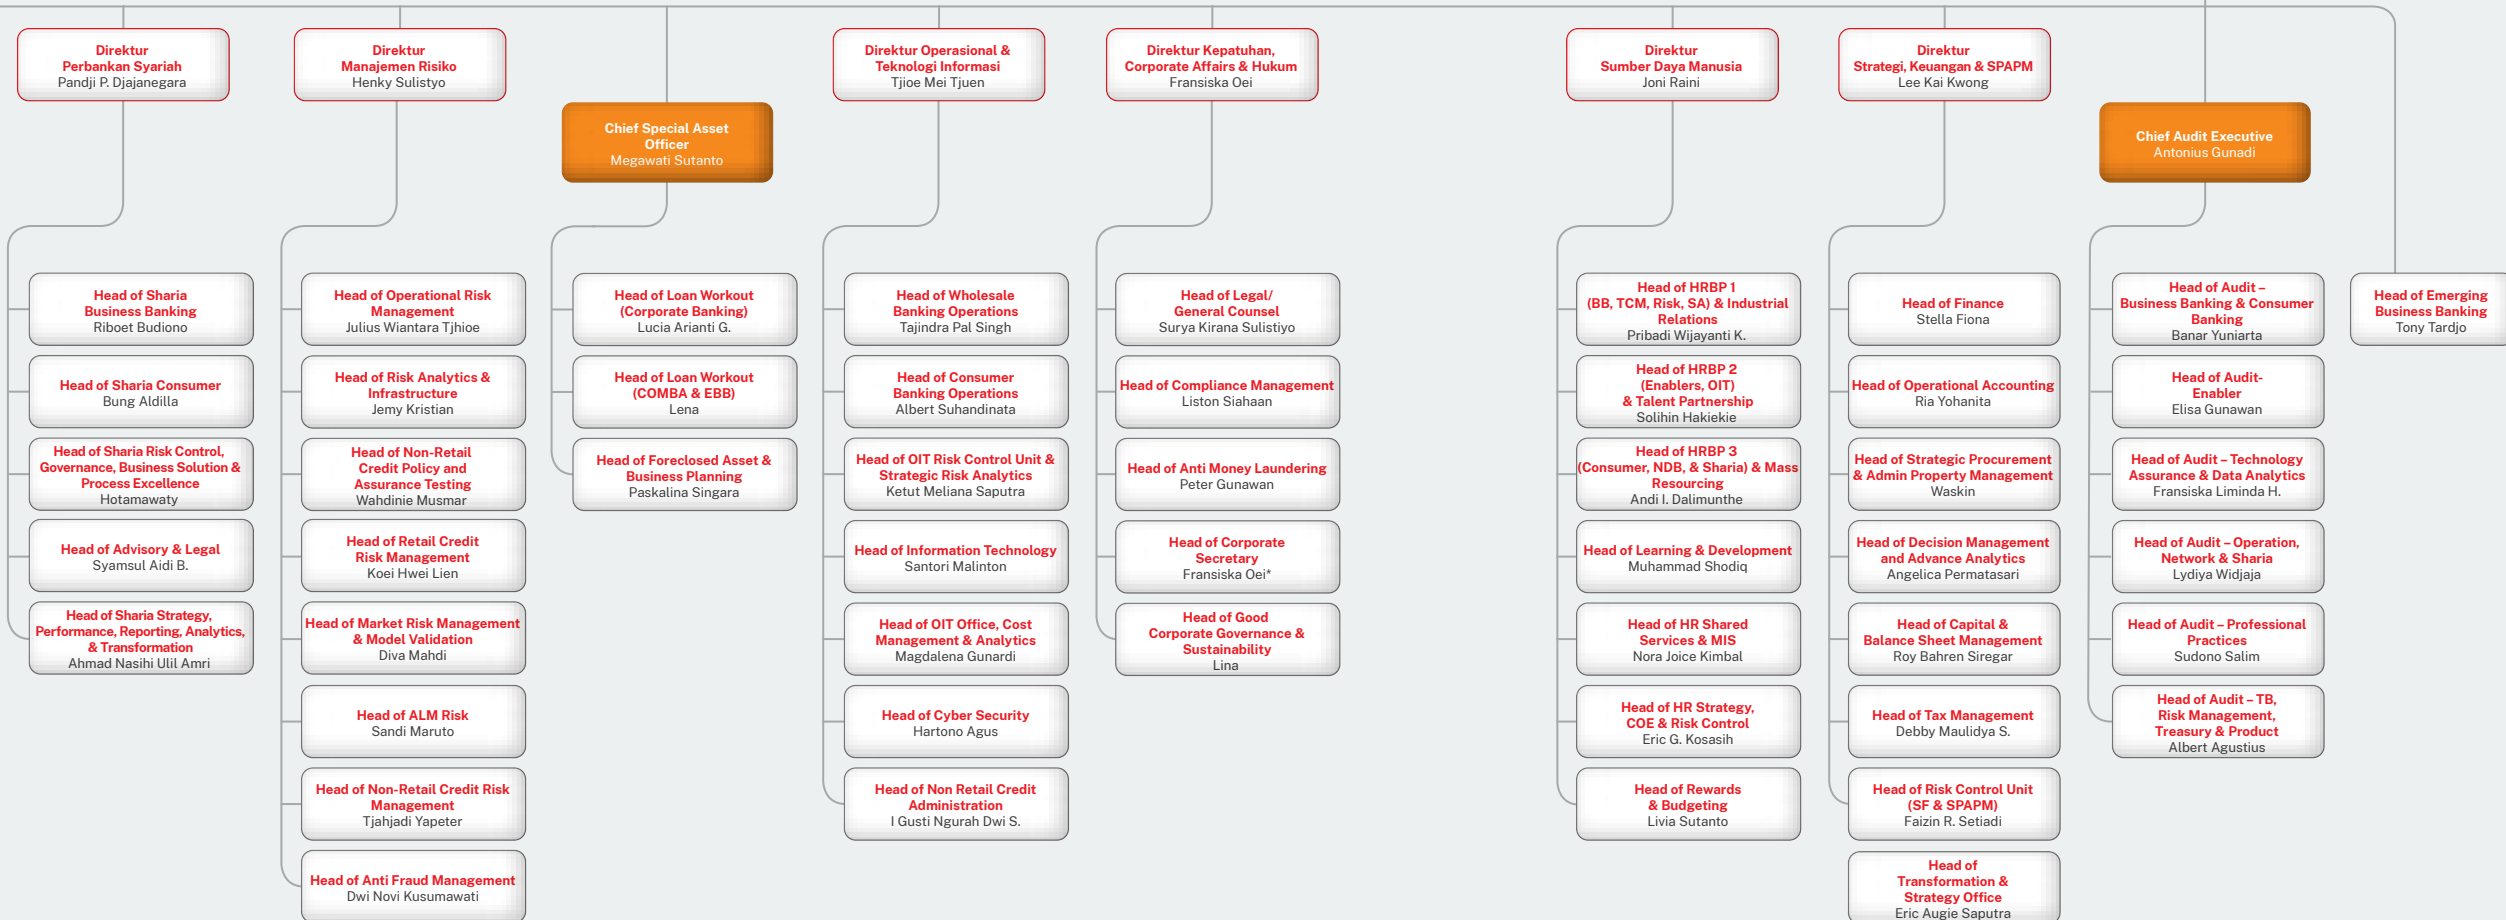 Direktur
Perbankan Syariah
Pandji P. Djajanegara
Direktur
Manajemen Risiko
Henky Sulistyo
Chief Special Asset
Officer
Megawati Sutanto
Direktur Operasional &
Teknologi Informasi
Tjioe Mei Tjuen
Direktur Kepatuhan,
Corporate Affairs & Hukum
Fransiska Oei
Direktur
Sumber Daya Manusia
Joni Raini
Direktur
Strategi, Keuangan & SPAPM
Lee Kai Kwong
Chief Audit Executive
Antonius Gunadi
Head of Sharia
Business Banking
Riboet Budiono
Head of Sharia Consumer
Bung Aldilla
Head of Sharia Risk Control,
Governance, Business Solution &
Process Excellence
Hotamawaty
Head of Advisory & Legal
Syamsul Aidi B.
Head of Sharia Strategy,
Performance, Reporting, Analytics,
& Transformation
Ahmad Nasihi Ulil Amri
Head of Operational Risk
Management
Julius Wiantara Tjhioe
Head of Risk Analytics &
Infrastructure
Jemy Kristian
Head of Non-Retail
Credit Policy and
Assurance Testing
Wahdinie Musmar
Head of Retail Credit
Risk Management
Koei Hwei Lien
Head of Market Risk Management
& Model Validation
Diva Mahdi
Head of ALM Risk
Sandi Maruto
Head of Non-Retail Credit Risk
Management
Tjahjadi Yapeter
Head of Anti Fraud Management
Dwi Novi Kusumawati
Head of Loan Workout
(Corporate Banking)
Lucia Arianti G.
Head of Loan Workout
(COMBA & EBB)
Lena
Head of Foreclosed Asset &
Business Planning
Paskalina Singara
Head of Wholesale
Banking Operations
Tajindra Pal Singh
Head of Consumer
Banking Operations
Albert Suhandinata
Head of OIT Risk Control Unit &
Strategic Risk Analytics
Ketut Meliana Saputra
Head of Information Technology
Santori Malinton
Head of OIT Office, Cost
Management & Analytics
Magdalena Gunardi
Head of Cyber Security
Hartono Agus
Head of Non Retail Credit
Administration
I Gusti Ngurah Dwi S.
Head of Legal/
General Counsel
Surya Kirana Sulistiyo
Head of Compliance Management
Liston Siahaan
Head of Anti Money Laundering
Peter Gunawan
Head of Corporate
Secretary
Fransiska Oei*
Head of Good
Corporate Governance &
Sustainability
Lina
Head of HRBP 1
(BB, TCM, Risk, SA) & Industrial
Relations
Pribadi Wijayanti K.
Head of HRBP 2
(Enablers, OIT)
& Talent Partnership
Solihin Hakiekie
Head of HRBP 3
(Consumer, NDB, & Sharia) & Mass
Resourcing
Andi I. Dalimunthe
Head of Learning & Development
Muhammad Shodiq
Head of HR Shared
Services & MIS
Nora Joice Kimbal
Head of HR Strategy,
COE & Risk Control
Eric G. Kosasih
Head of Rewards
& Budgeting
Livia Sutanto
Head of Finance
Stella Fiona
Head of Operational Accounting
Ria Yohanita
Head of Strategic Procurement
& Admin Property Management
Waskin
Head of Decision Management
and Advance Analytics
Angelica Permatasari
Head of Capital &
Balance Sheet Management
Roy Bahren Siregar
Head of Tax Management
Debby Maulidya S.
Head of Risk Control Unit
(SF & SPAPM)
Faizin R. Setiadi
Head of
Transformation &
Strategy Office
Eric Augie Saputra
Head of Audit –
Business Banking & Consumer
Banking
Banar Yuniarta
Head of Audit-
Enabler
Elisa Gunawan
Head of Audit – Technology
Assurance & Data Analytics
Fransiska Liminda H.
Head of Audit – Operation,
Network & Sharia
Lydiya Widjaja
Head of Audit – Professional
Practices
Sudono Salim
Head of Audit – TB,
Risk Management,
Treasury & Product
Albert Agustius
Head of Emerging
Business Banking
Tony Tardjo